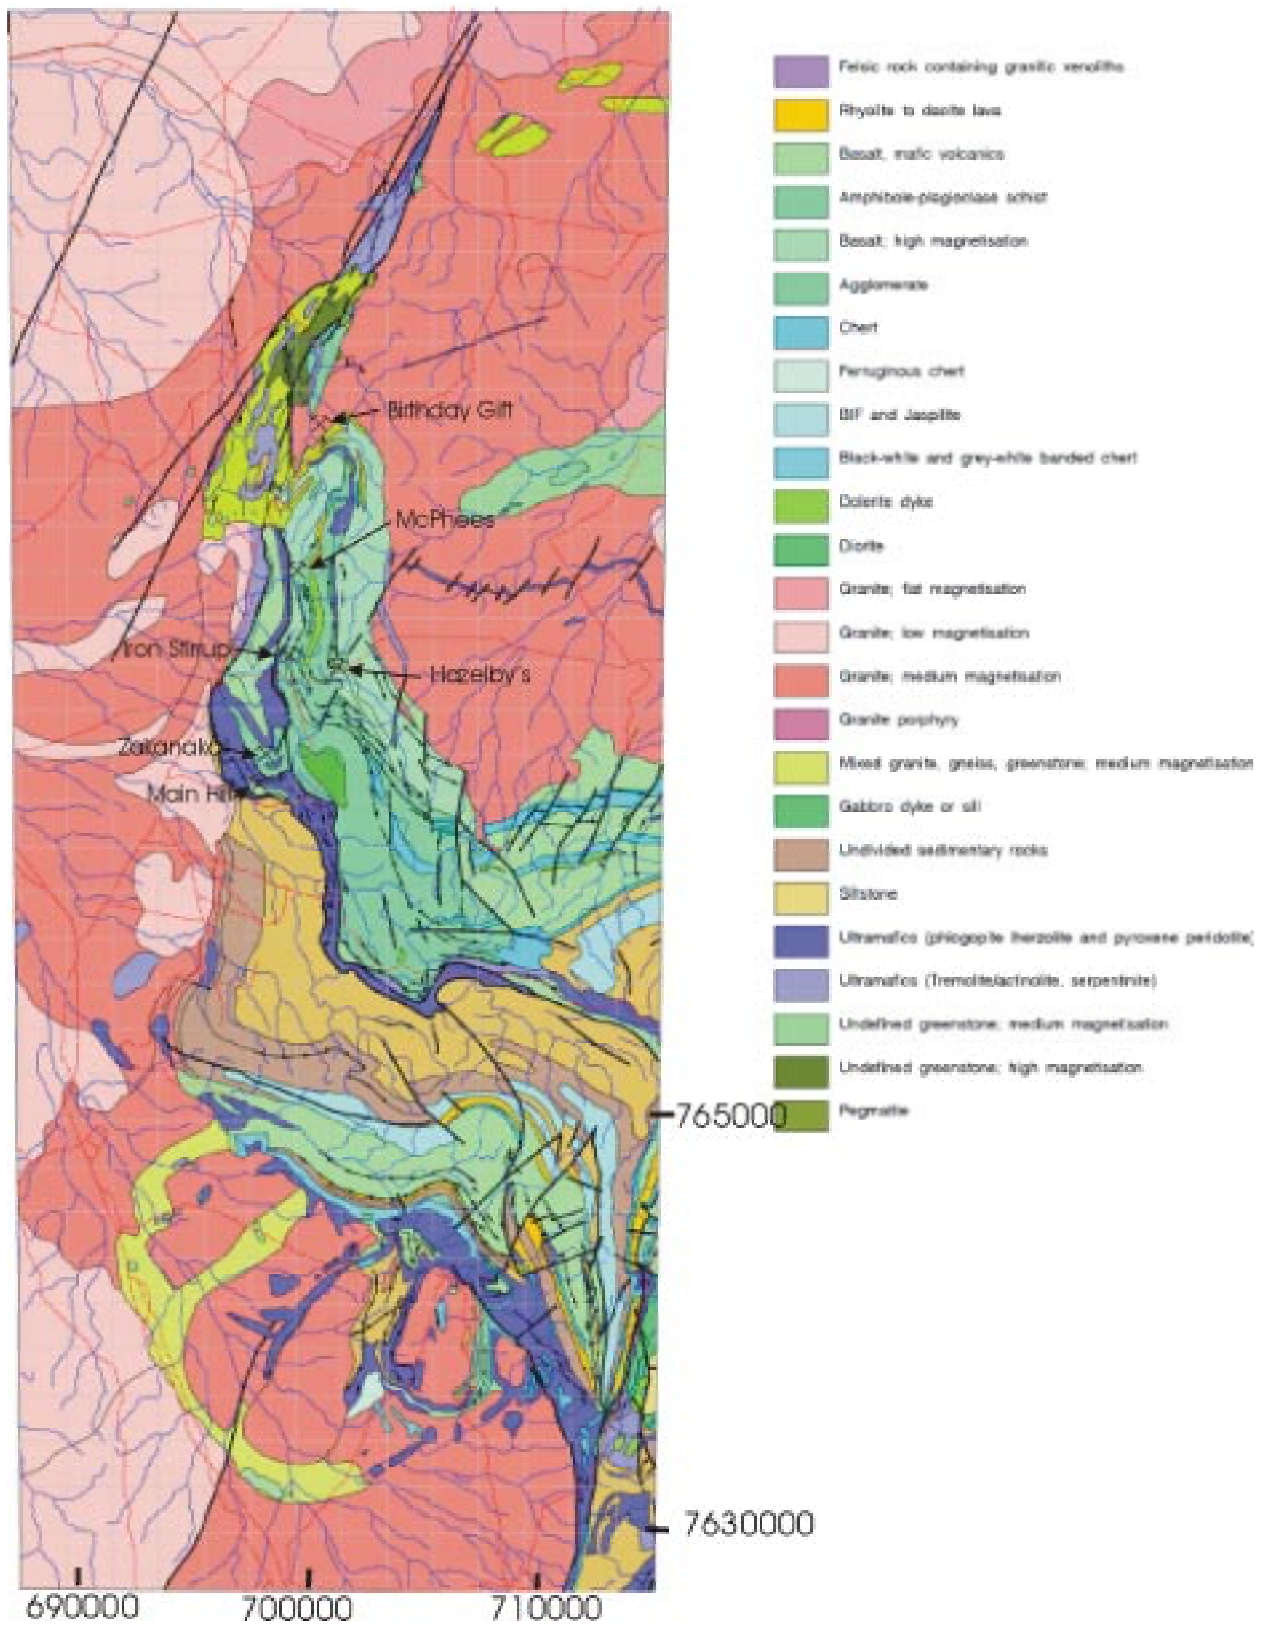 Felsic rock containing granitic xenoliths
Rhyolite to dacite lava
Basalt, mafic volcanics
Amphibole-plagioclase schist
Basalt; high magnetisation
Agglomerate
Chert
Ferruginous chert
BIF and Jaspilite
Black-white and grey-white banded chert
Dolerite dyke
Diorite
Granite; flat magnetisation
Granite; low magnetisation
Granite; medium magnetisation
Granite porphyry
Mixed granite, gneiss, greenstone; medium magnetisation
Gabbro dyke or sill
Undivided sedimentary rocks
Siltstone
Ultramafics (phlogopite lherzolite and pyroxene peridotite)
Ultramafics (Tremolite/actinolite, serpentinite)
Undefined greenstone; medium magnetisation
Undefined greenstone; high magnetisation
Pegmatite
Birthday Gift
McPhees
Iron Stirrup
Hazelby's
Zakanaka
Main Hill
765000
7630000
690000
700000
710000